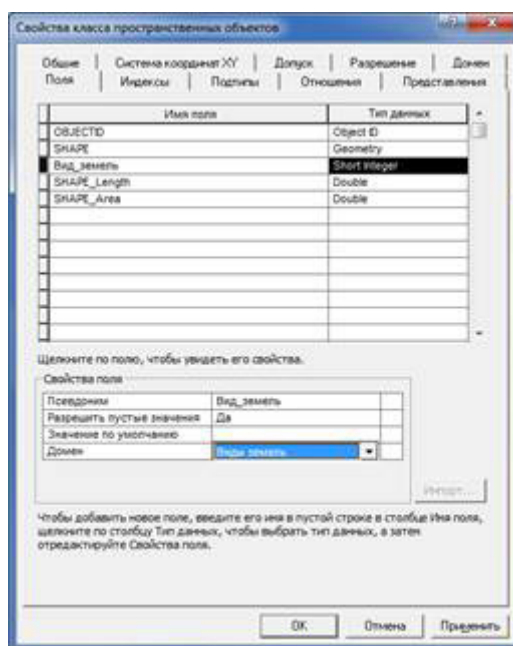 Свойства класса пространственных объектов
Общие Система координат XY Допуск Разрешение Домен
Поля Индексы Подтипы Отношения Представления
Имя поля Тип данных
OBJECTID Object ID
SHAPE Geometry
Вид_земель Short Integer
SHAPE_Length Double
SHAPE_Area Double
Щелкните по полю, чтобы увидеть его свойства.
Свойства поля
Псевдоним Вид_земель
Разрешить пустые значения Да
Значение по умолчанию
Домен Виды земель
Импорт...
Чтобы добавить новое поле, введите его имя в пустой строке в столбце Имя поля,
щелкните по столбцу Тип данных, чтобы выбрать тип данных, а затем
отредактируйте Свойства поля.
OK Отмена Применить